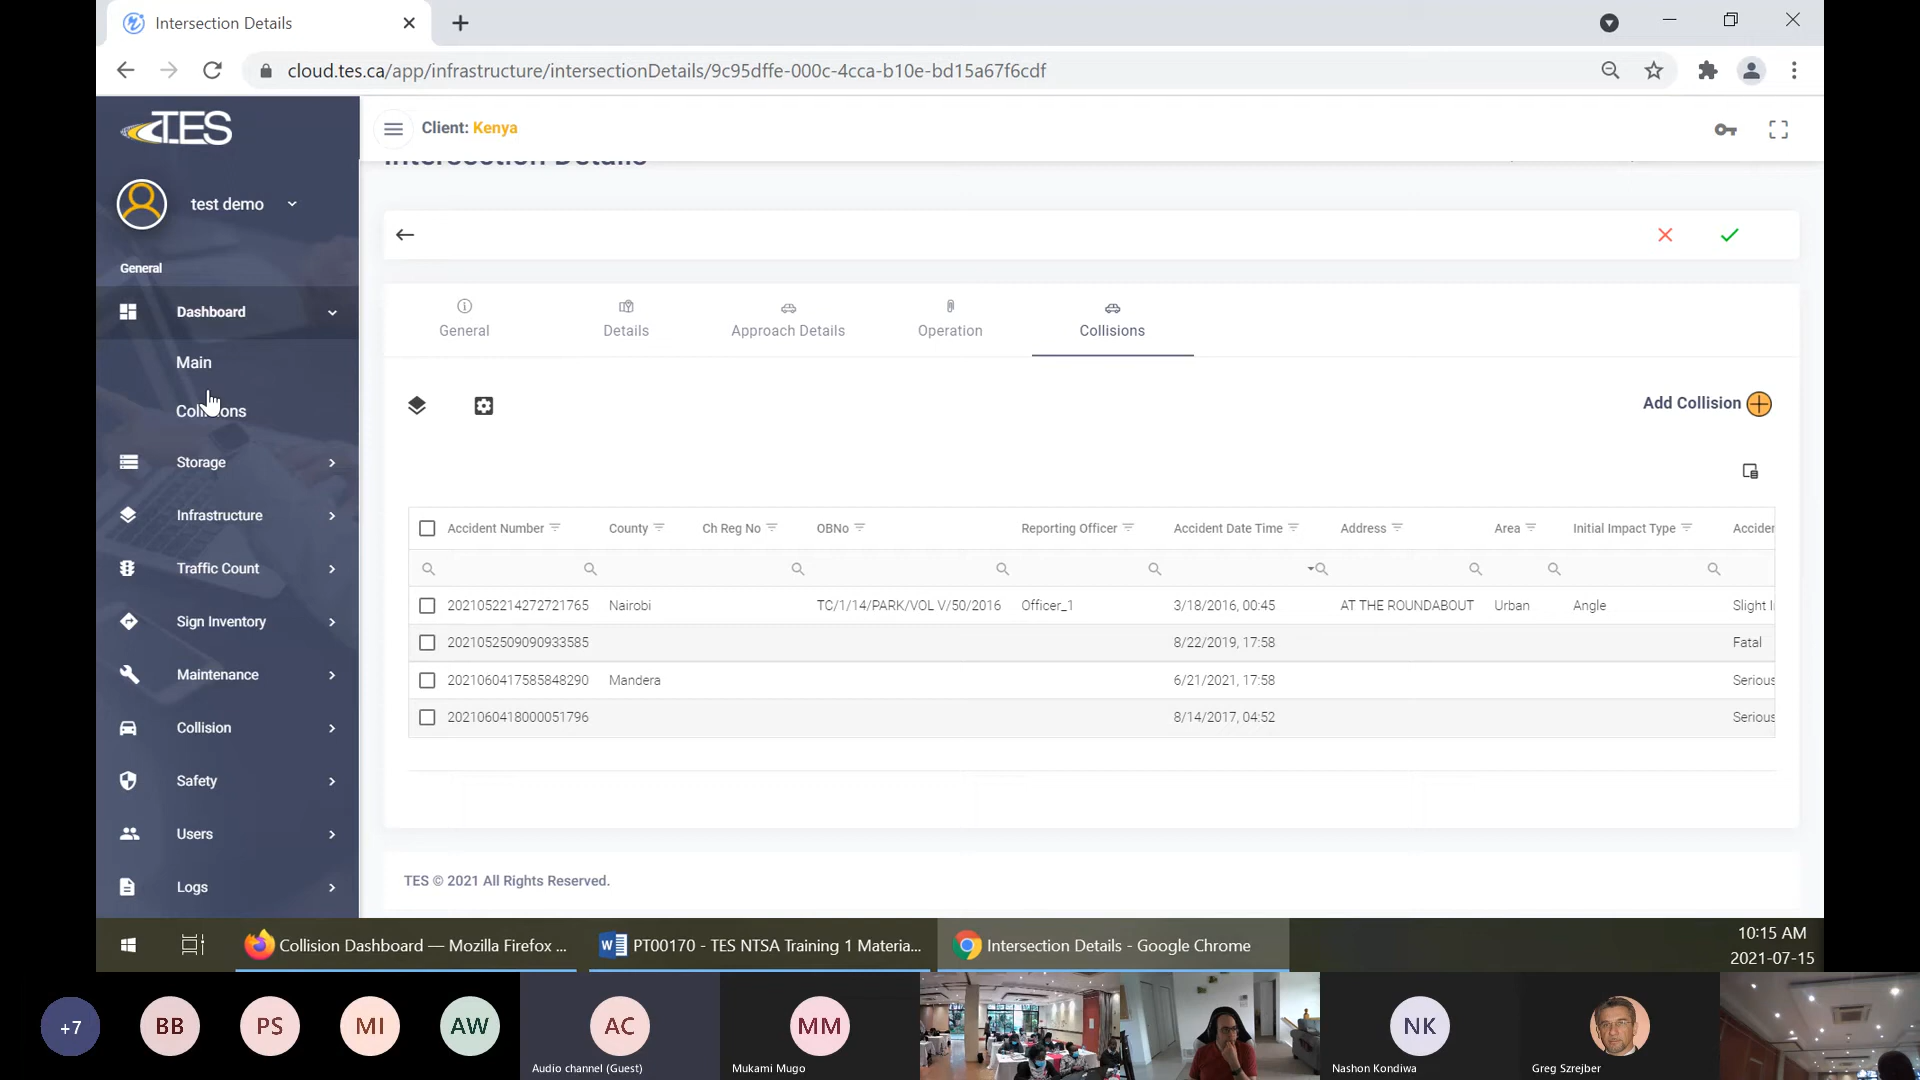 Intersection Details
cloud.tes.ca/app/infrastructure/intersectionDetails/9c95dffe-000c-4cca-b10e-bd15a67f6cdf
TES
Client: Kenya
Intersection Details
test demo
General
Dashboard
Main
Collisions
Storage
Infrastructure
Traffic Count
Sign Inventory
Maintenance
Collision
Safety
Users
Logs
General
Details
Approach Details
Operation
Collisions
Add Collision
Accident Number County Ch Reg No OBNo Reporting Officer Accident Date Time Address Area Initial Impact Type Acciden
2021052214272721765 Nairobi TC/1/14/PARK/VOL V/50/2016 Officer_1 3/18/2016, 00:45 AT THE ROUNDABOUT Urban Angle Slight I
2021052509090933585 8/22/2019, 17:58 Fatal
2021060417585848290 Mandera 6/21/2021, 17:58 Serious
2021060418000051796 8/14/2017, 04:52 Serious
TES © 2021 All Rights Reserved.
Collision Dashboard — Mozilla Firefox ...
PT00170 - TES NTSA Training 1 Materia...
Intersection Details - Google Chrome
10:15 AM
2021-07-15
+7
BB
PS
MI
AW
AC
Audio channel (Guest)
MM
Mukami Mugo
NK
Nashon Kondiwa
Greg Szrejber